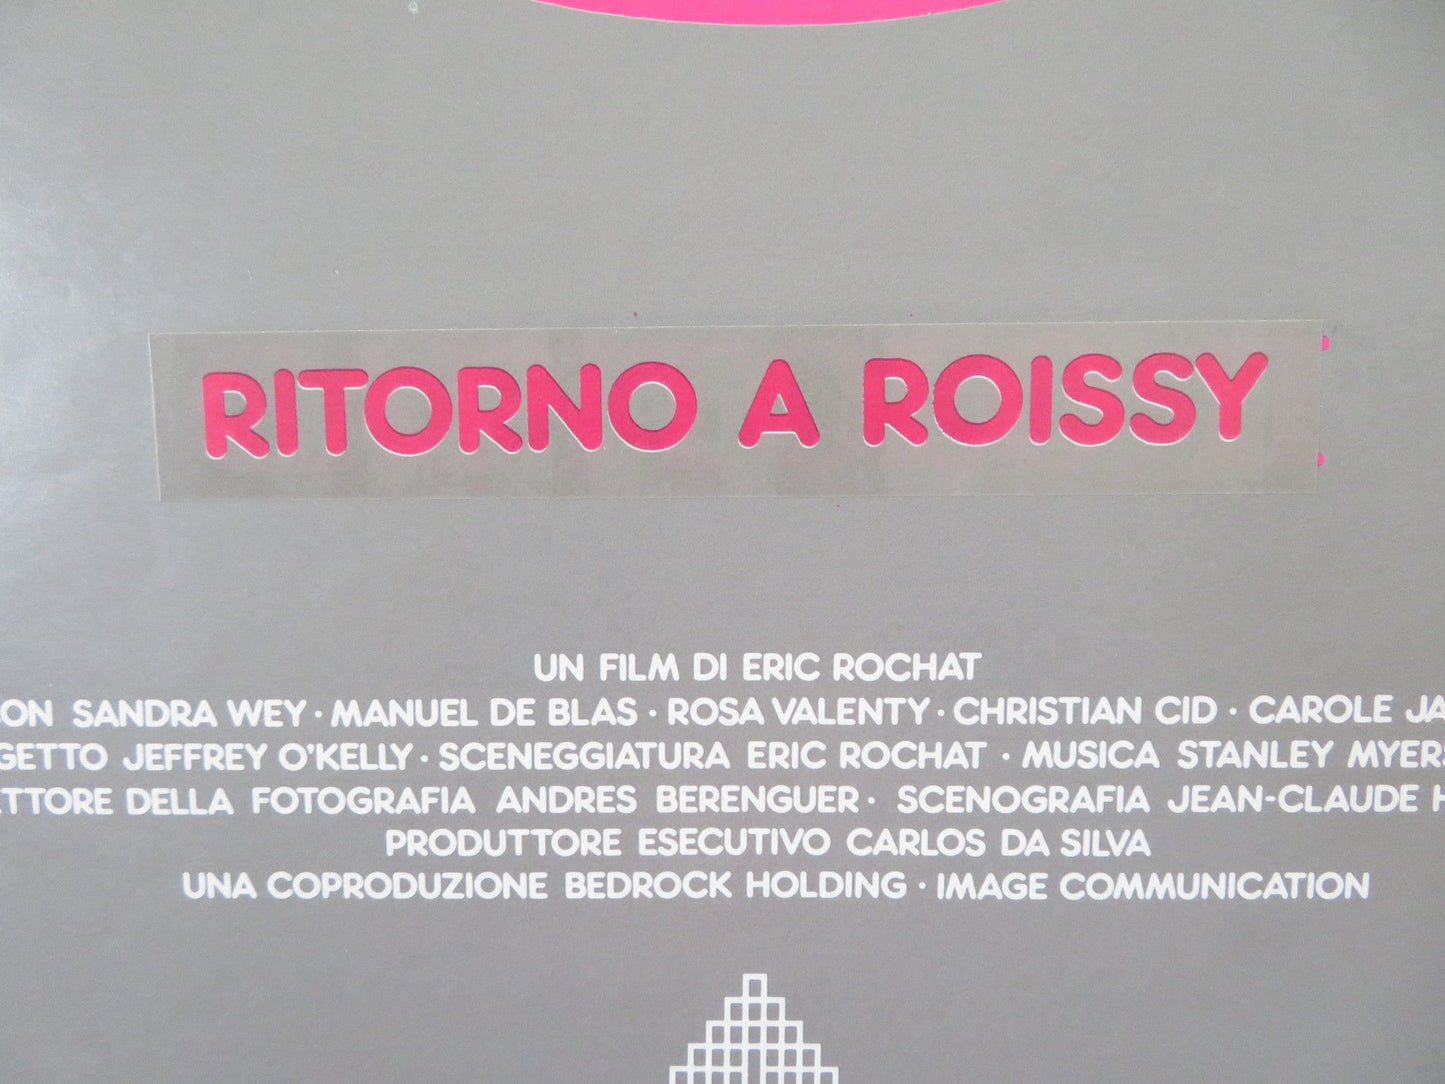 RITORNO A ROISSY
UN FILM DI ERIC ROCHAT
SANDRA WEY · MANUEL DE BLAS · ROSA VALENTY · CHRISTIAN CID · CAROLE
JEFFREY O'KELLY · SCENEGGIATURA ERIC ROCHAT · MUSICA STANLEY MYERS
DELLA FOTOGRAFIA ANDRES BERENGUER · SCENOGRAFIA JEAN-CLAUDE
PRODUTTORE ESECUTIVO CARLOS DA SILVA
UNA COPRODUZIONE BEDROCK HOLDING · IMAGE COMMUNICATION